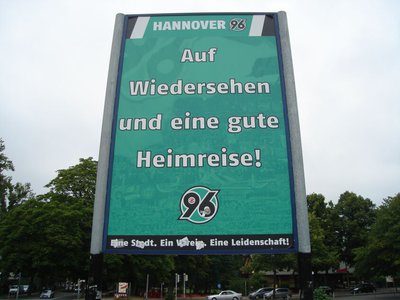 HANNOVER 96
Auf
Wiedersehen
und eine gute
Heimreise!
96
Eine Stadt. Ein Verein. Eine Leidenschaft!